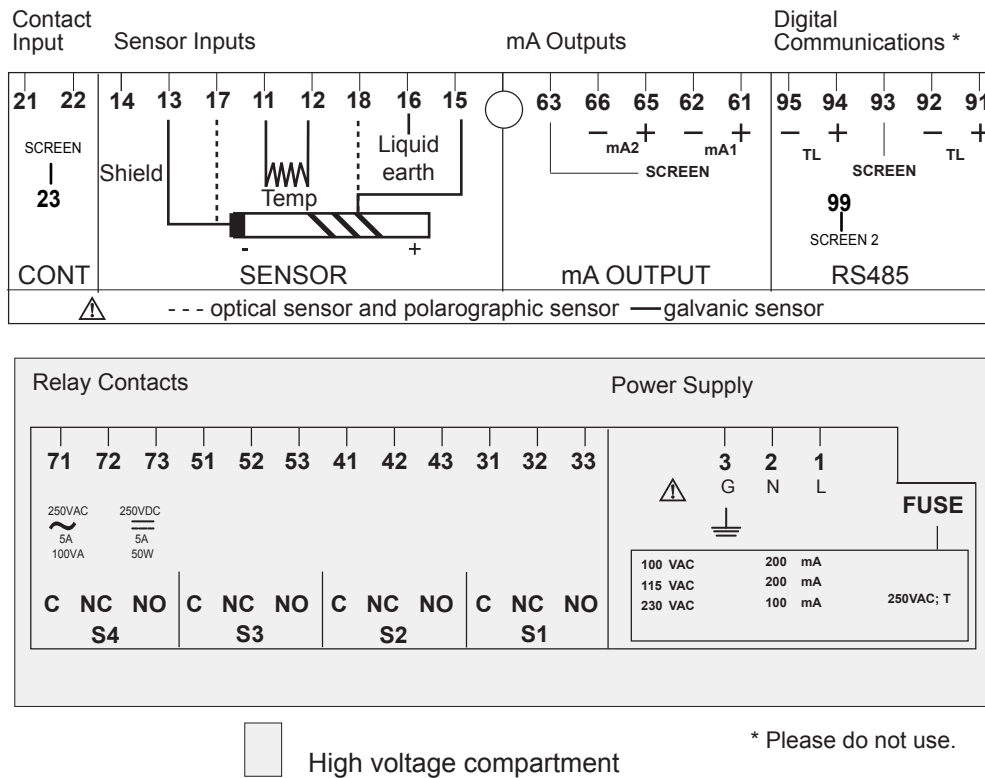 Contact
Input
Sensor Inputs
mA Outputs
Digital
Communications *
21 22 14 13 17 11 12 18 16 15 63 66 65 62 61 95 94 93 92 91
SCREEN
23
Shield
Temp
Liquid
earth
- +
− + − +
mA2 mA1
SCREEN
− + − +
TL TL
SCREEN
99
SCREEN 2
CONT SENSOR mA OUTPUT RS485
⚠ - - - optical sensor and polarographic sensor — galvanic sensor
Relay Contacts
Power Supply
71 72 73 51 52 53 41 42 43 31 32 33
3 2 1
G N L
FUSE
250VAC 250VDC
5A 5A
100VA 50W
100 VAC 200 mA
115 VAC 200 mA
230 VAC 100 mA
250VAC; T
C NC NO C NC NO C NC NO C NC NO
S4 S3 S2 S1
High voltage compartment
* Please do not use.